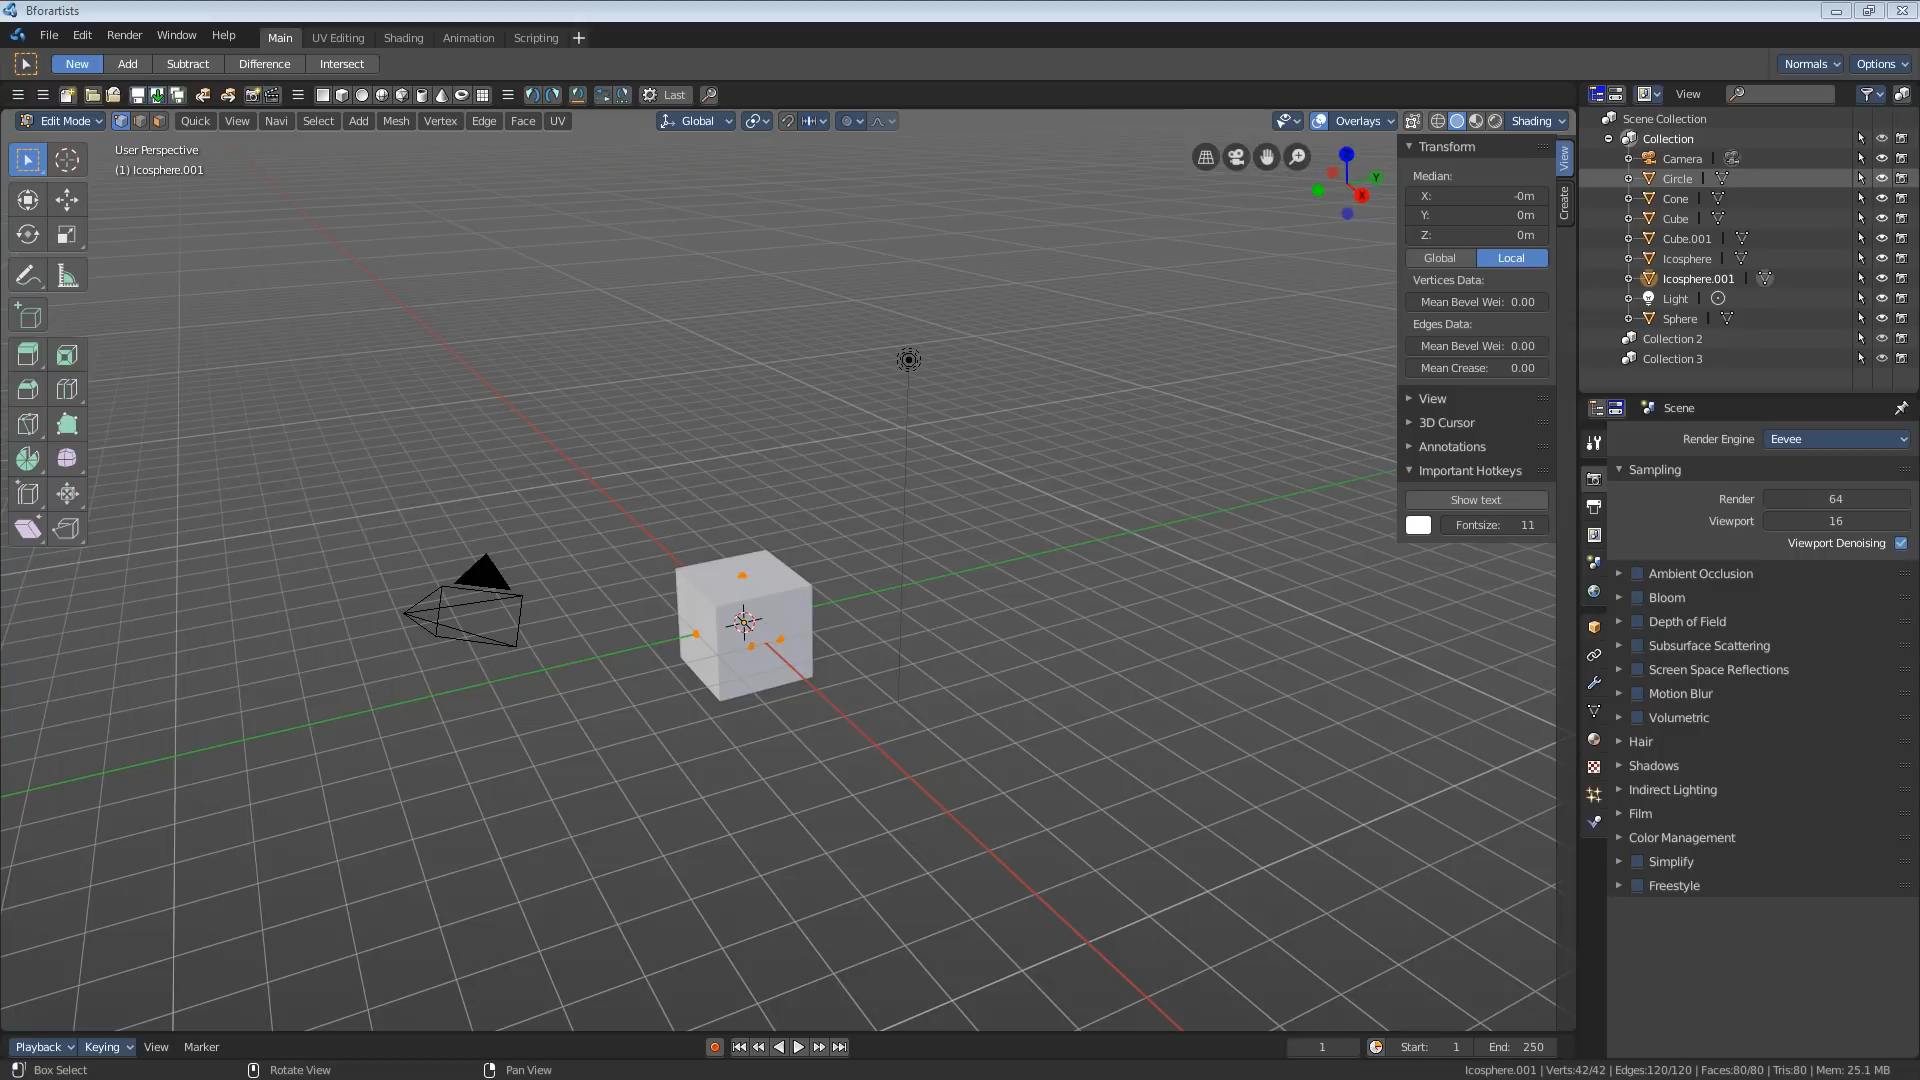 Bforartists
File Edit Render Window Help Main UV Editing Shading Animation Scripting
New Add Subtract Difference Intersect Normals Options
Last View
Edit Mode Quick View Navi Select Add Mesh Vertex Edge Face UV Global Overlays Shading
User Perspective
(1) Icosphere.001
Transform
Median:
X: -0m
Y: 0m
Z: 0m
Global Local
Vertices Data:
Mean Bevel Wei: 0.00
Edges Data:
Mean Bevel Wei: 0.00
Mean Crease: 0.00
View
3D Cursor
Annotations
Important Hotkeys
Show text
Fontsize: 11
View
Create
Z
Y
X
Scene Collection
Collection
Camera
Circle
Cone
Cube
Cube.001
Icosphere
Icosphere.001
Light
Sphere
Collection 2
Collection 3
Scene
Render Engine Eevee
Sampling
Render 64
Viewport 16
Viewport Denoising
Ambient Occlusion
Bloom
Depth of Field
Subsurface Scattering
Screen Space Reflections
Motion Blur
Volumetric
Hair
Shadows
Indirect Lighting
Film
Color Management
Simplify
Freestyle
Playback Keying View Marker 1 Start: 1 End: 250
Box Select Rotate View Pan View Icosphere.001 | Verts:42/42 | Edges:120/120 | Faces:80/80 | Tris:80 | Mem: 25.1 MB